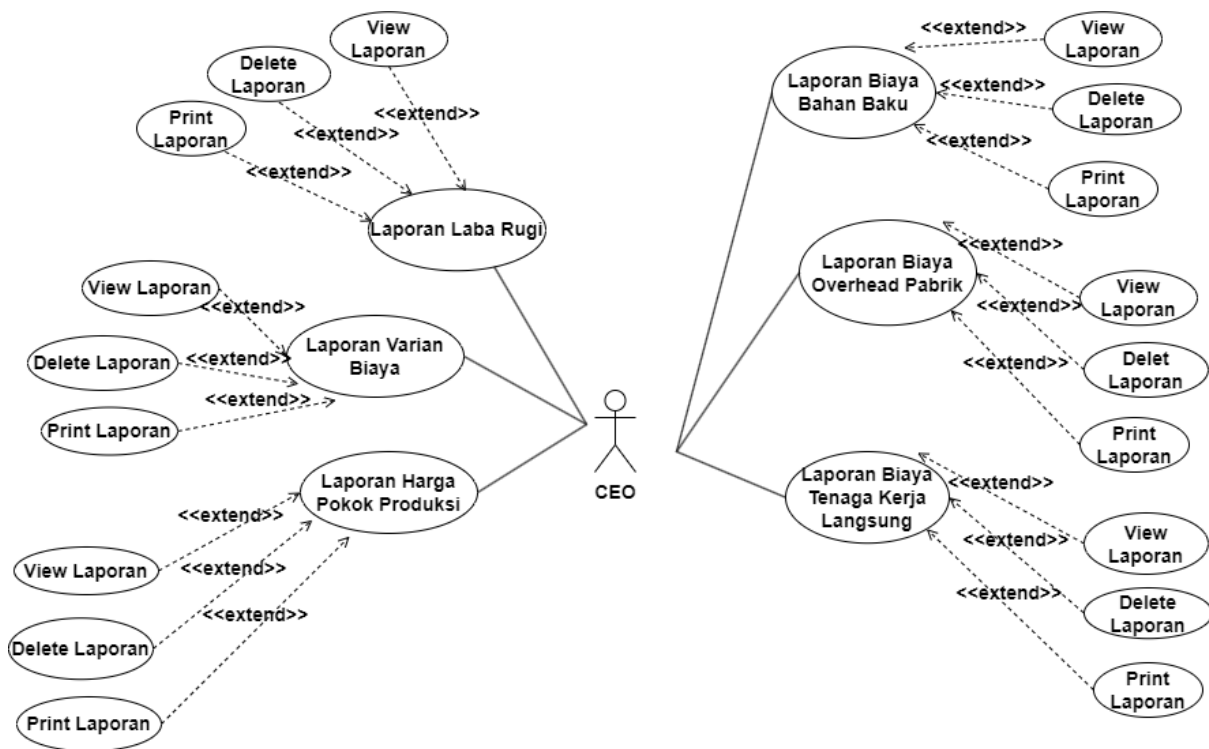 View
Laporan
<<extend>>
Delete
Laporan
<<extend>>
Print
Laporan
<<extend>>
Laporan Laba Rugi
View Laporan
<<extend>>
Delete Laporan
<<extend>>
Print Laporan
<<extend>>
Laporan Varian
Biaya
Laporan Harga
Pokok Produksi
<<extend>>
View Laporan
<<extend>>
Delete Laporan
<<extend>>
Print Laporan
CEO
Laporan Biaya
Bahan Baku
<<extend>>
View
Laporan
<<extend>>
Delete
Laporan
<<extend>>
Print
Laporan
Laporan Biaya
Overhead Pabrik
<<extend>>
View
Laporan
<<extend>>
Delet
Laporan
<<extend>>
Print
Laporan
Laporan Biaya
Tenaga Kerja
Langsung
<<extend>>
View
Laporan
<<extend>>
Delete
Laporan
<<extend>>
Print
Laporan